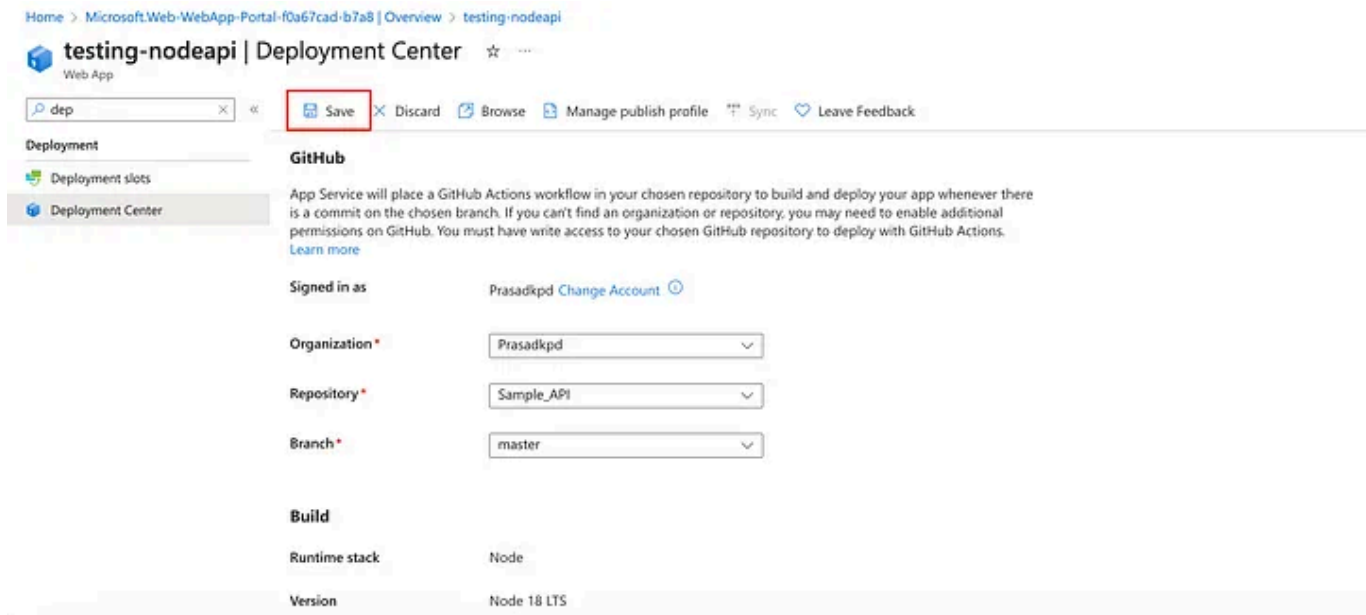 Home > Microsoft.Web-WebApp-Portal-f0a67cad-b7a8 | Overview > testing-nodeapi
testing-nodeapi | Deployment Center
Web App
dep
Save Discard Browse Manage publish profile Sync Leave Feedback
Deployment
Deployment slots
Deployment Center
GitHub
App Service will place a GitHub Actions workflow in your chosen repository to build and deploy your app whenever there
is a commit on the chosen branch. If you can't find an organization or repository, you may need to enable additional
permissions on GitHub. You must have write access to your chosen GitHub repository to deploy with GitHub Actions.
Learn more
Signed in as Prasadkpd Change Account
Organization* Prasadkpd
Repository* Sample_API
Branch* master
Build
Runtime stack Node
Version Node 18 LTS